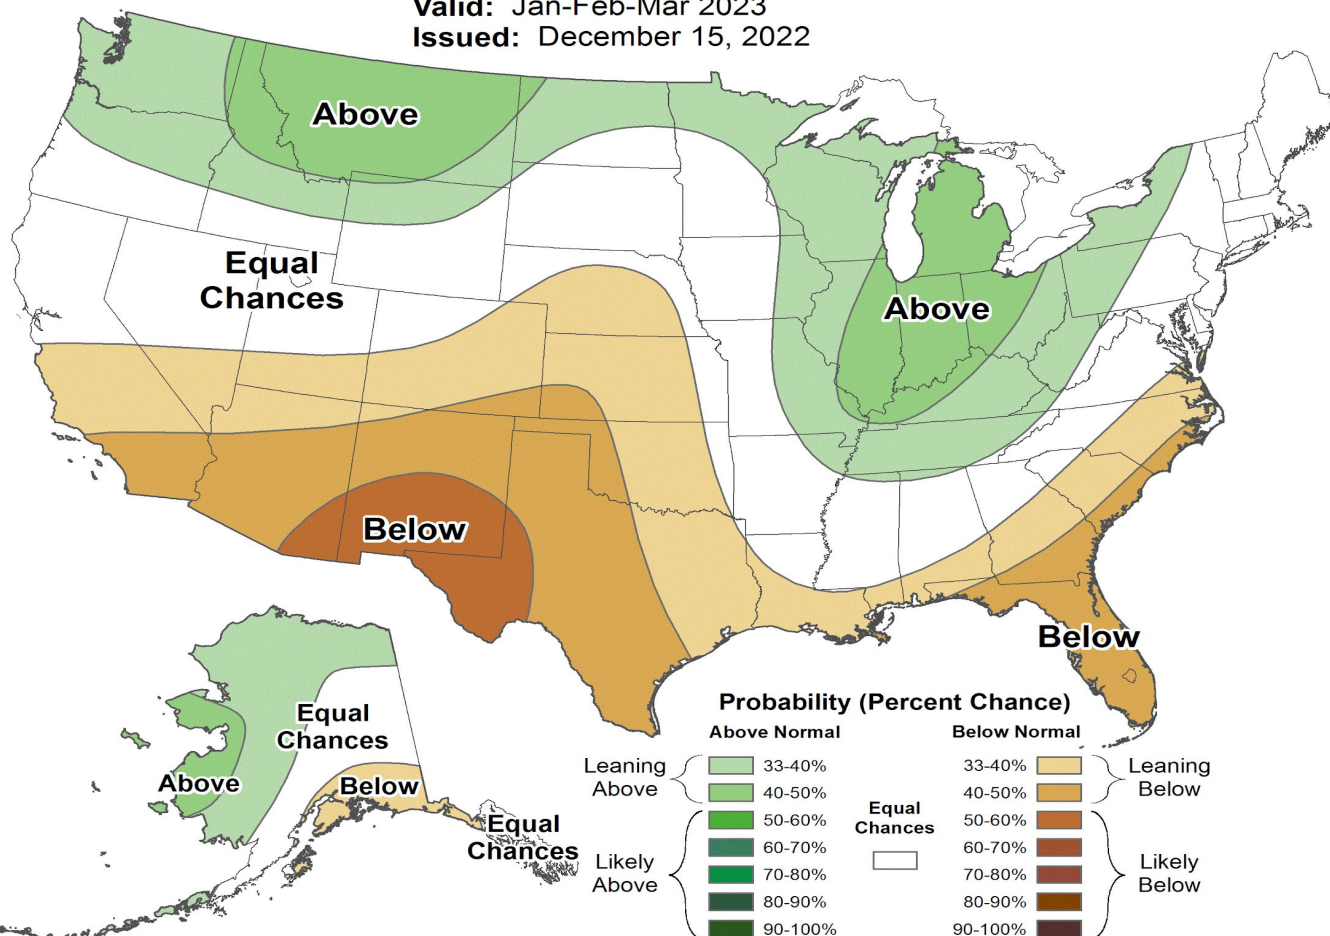 Valid: Jan-Feb-Mar 2023
Issued: December 15, 2022
Above
Equal
Chances
Above
Below
Below
Equal
Chances
Above
Below
Equal
Chances
Probability (Percent Chance)
Above Normal
Below Normal
Leaning
Above
33-40%
40-50%
50-60%
60-70%
70-80%
80-90%
90-100%
Likely
Above
Equal
Chances
33-40%
40-50%
50-60%
60-70%
70-80%
80-90%
90-100%
Leaning
Below
Likely
Below